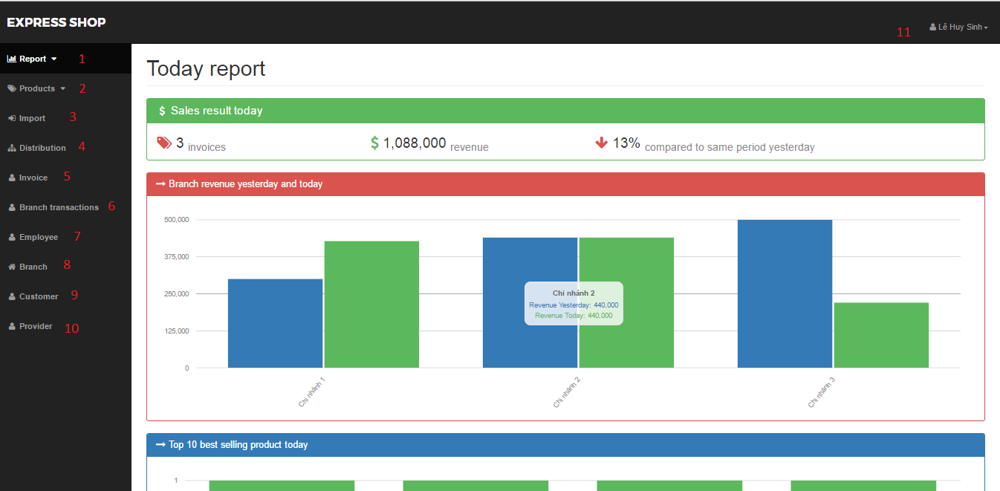 EXPRESS SHOP
11 Lê Huy Sinh
Report 1
Products 2
Import 3
Distribution 4
Invoice 5
Branch transactions 6
Employee 7
Branch 8
Customer 9
Provider 10
Today report
$ Sales result today
3 invoices
$ 1,088,000 revenue
13% compared to same period yesterday
Branch revenue yesterday and today
500,000
375,000
250,000
125,000
0
Chi nhánh 2
Revenue Yesterday: 440,000
Revenue Today: 440,000
Chi nhánh 1
Chi nhánh 2
Chi nhánh 3
Top 10 best selling product today
1